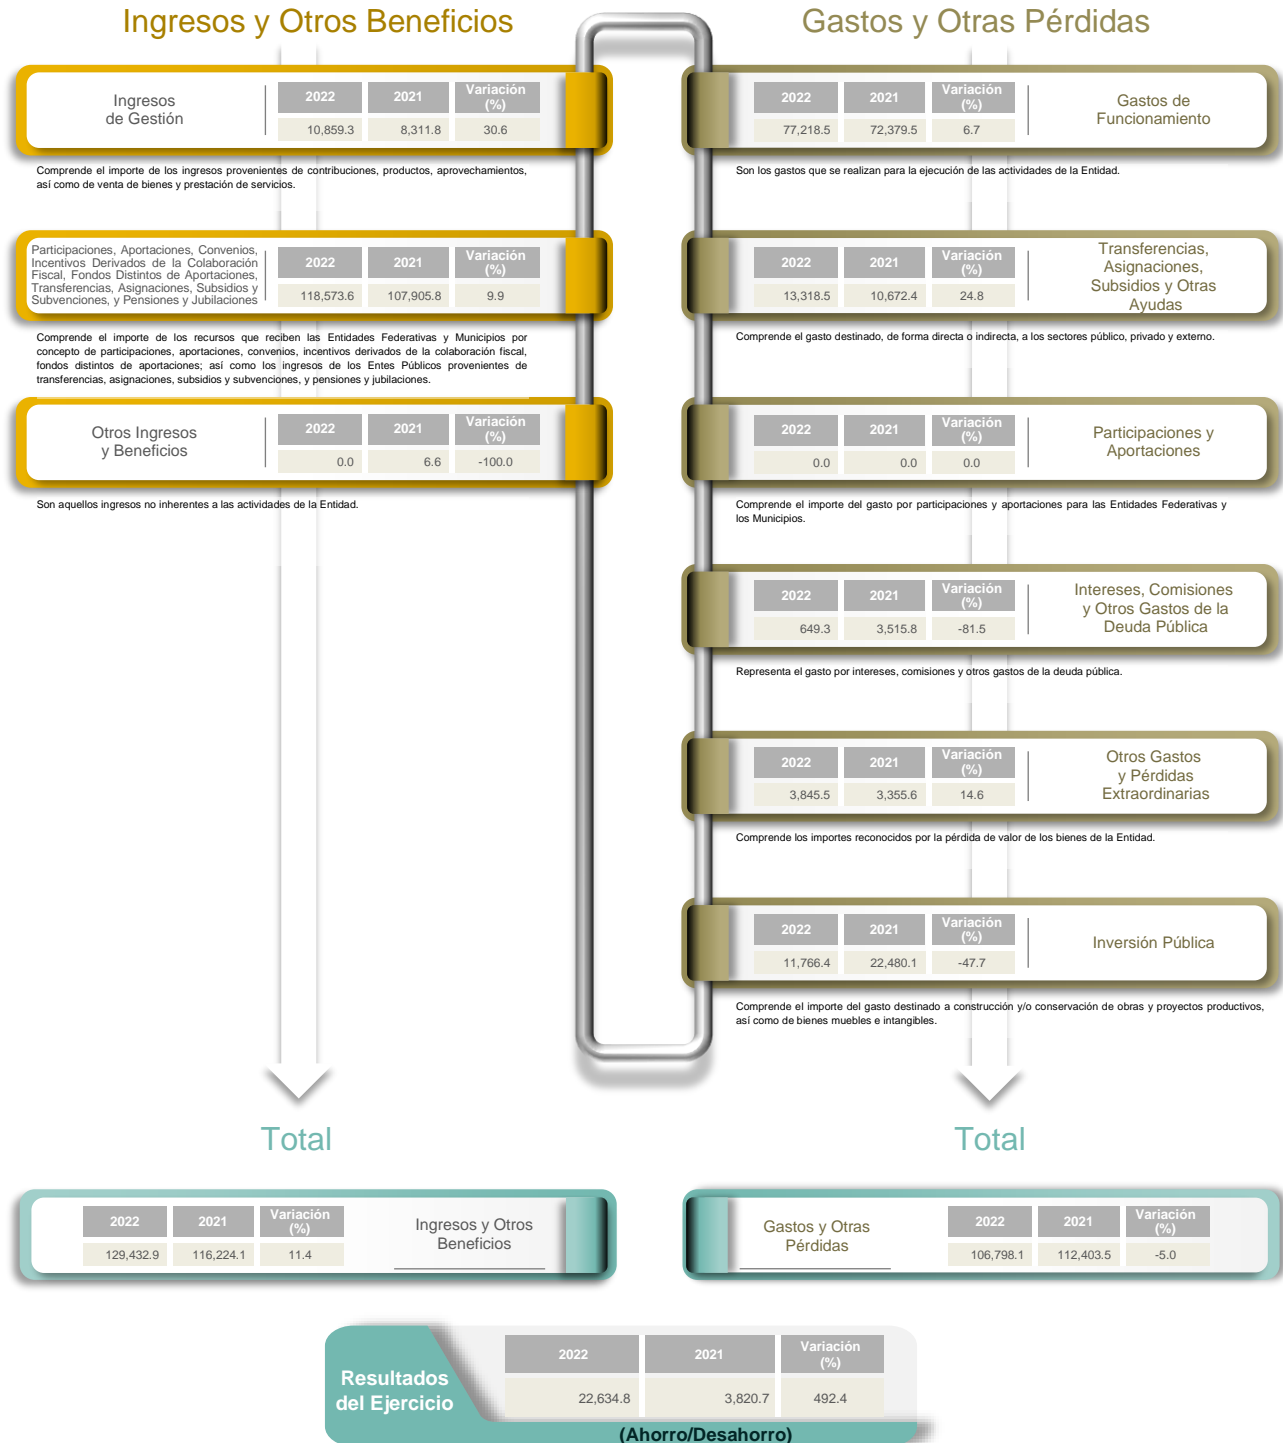 Ingresos y Otros Beneficios
Ingresos
de Gestión
2022 2021 Variación
(%)
10,859.3 8,311.8 30.6
Comprende el importe de los ingresos provenientes de contribuciones, productos, aprovechamientos,
así como de venta de bienes y prestación de servicios.
Participaciones, Aportaciones, Convenios,
Incentivos Derivados de la Colaboración
Fiscal, Fondos Distintos de Aportaciones,
Transferencias, Asignaciones, Subsidios y
Subvenciones, y Pensiones y Jubilaciones
2022 2021 Variación
(%)
118,573.6 107,905.8 9.9
Comprende el importe de los recursos que reciben las Entidades Federativas y Municipios por
concepto de participaciones, aportaciones, convenios, incentivos derivados de la colaboración fiscal,
fondos distintos de aportaciones; así como los ingresos de los Entes Públicos provenientes de
transferencias, asignaciones, subsidios y subvenciones, y pensiones y jubilaciones.
Otros Ingresos
y Beneficios
2022 2021 Variación
(%)
0.0 6.6 -100.0
Son aquellos ingresos no inherentes a las actividades de la Entidad.
Gastos y Otras Pérdidas
2022 2021 Variación
(%)
77,218.5 72,379.5 6.7
Gastos de
Funcionamiento
Son los gastos que se realizan para la ejecución de las actividades de la Entidad.
2022 2021 Variación
(%)
13,318.5 10,672.4 24.8
Transferencias,
Asignaciones,
Subsidios y Otras
Ayudas
Comprende el gasto destinado, de forma directa o indirecta, a los sectores público, privado y externo.
2022 2021 Variación
(%)
0.0 0.0 0.0
Participaciones y
Aportaciones
Comprende el importe del gasto por participaciones y aportaciones para las Entidades Federativas y
los Municipios.
2022 2021 Variación
(%)
649.3 3,515.8 -81.5
Intereses, Comisiones
y Otros Gastos de la
Deuda Pública
Representa el gasto por intereses, comisiones y otros gastos de la deuda pública.
2022 2021 Variación
(%)
3,845.5 3,355.6 14.6
Otros Gastos
y Pérdidas
Extraordinarias
Comprende los importes reconocidos por la pérdida de valor de los bienes de la Entidad.
2022 2021 Variación
(%)
11,766.4 22,480.1 -47.7
Inversión Pública
Comprende el importe del gasto destinado a construcción y/o conservación de obras y proyectos productivos,
así como de bienes muebles e intangibles.
Total
2022 2021 Variación
(%)
129,432.9 116,224.1 11.4
Ingresos y Otros
Beneficios
Total
Gastos y Otras
Pérdidas
2022 2021 Variación
(%)
106,798.1 112,403.5 -5.0
Resultados
del Ejercicio
2022 2021 Variación
(%)
22,634.8 3,820.7 492.4
(Ahorro/Desahorro)